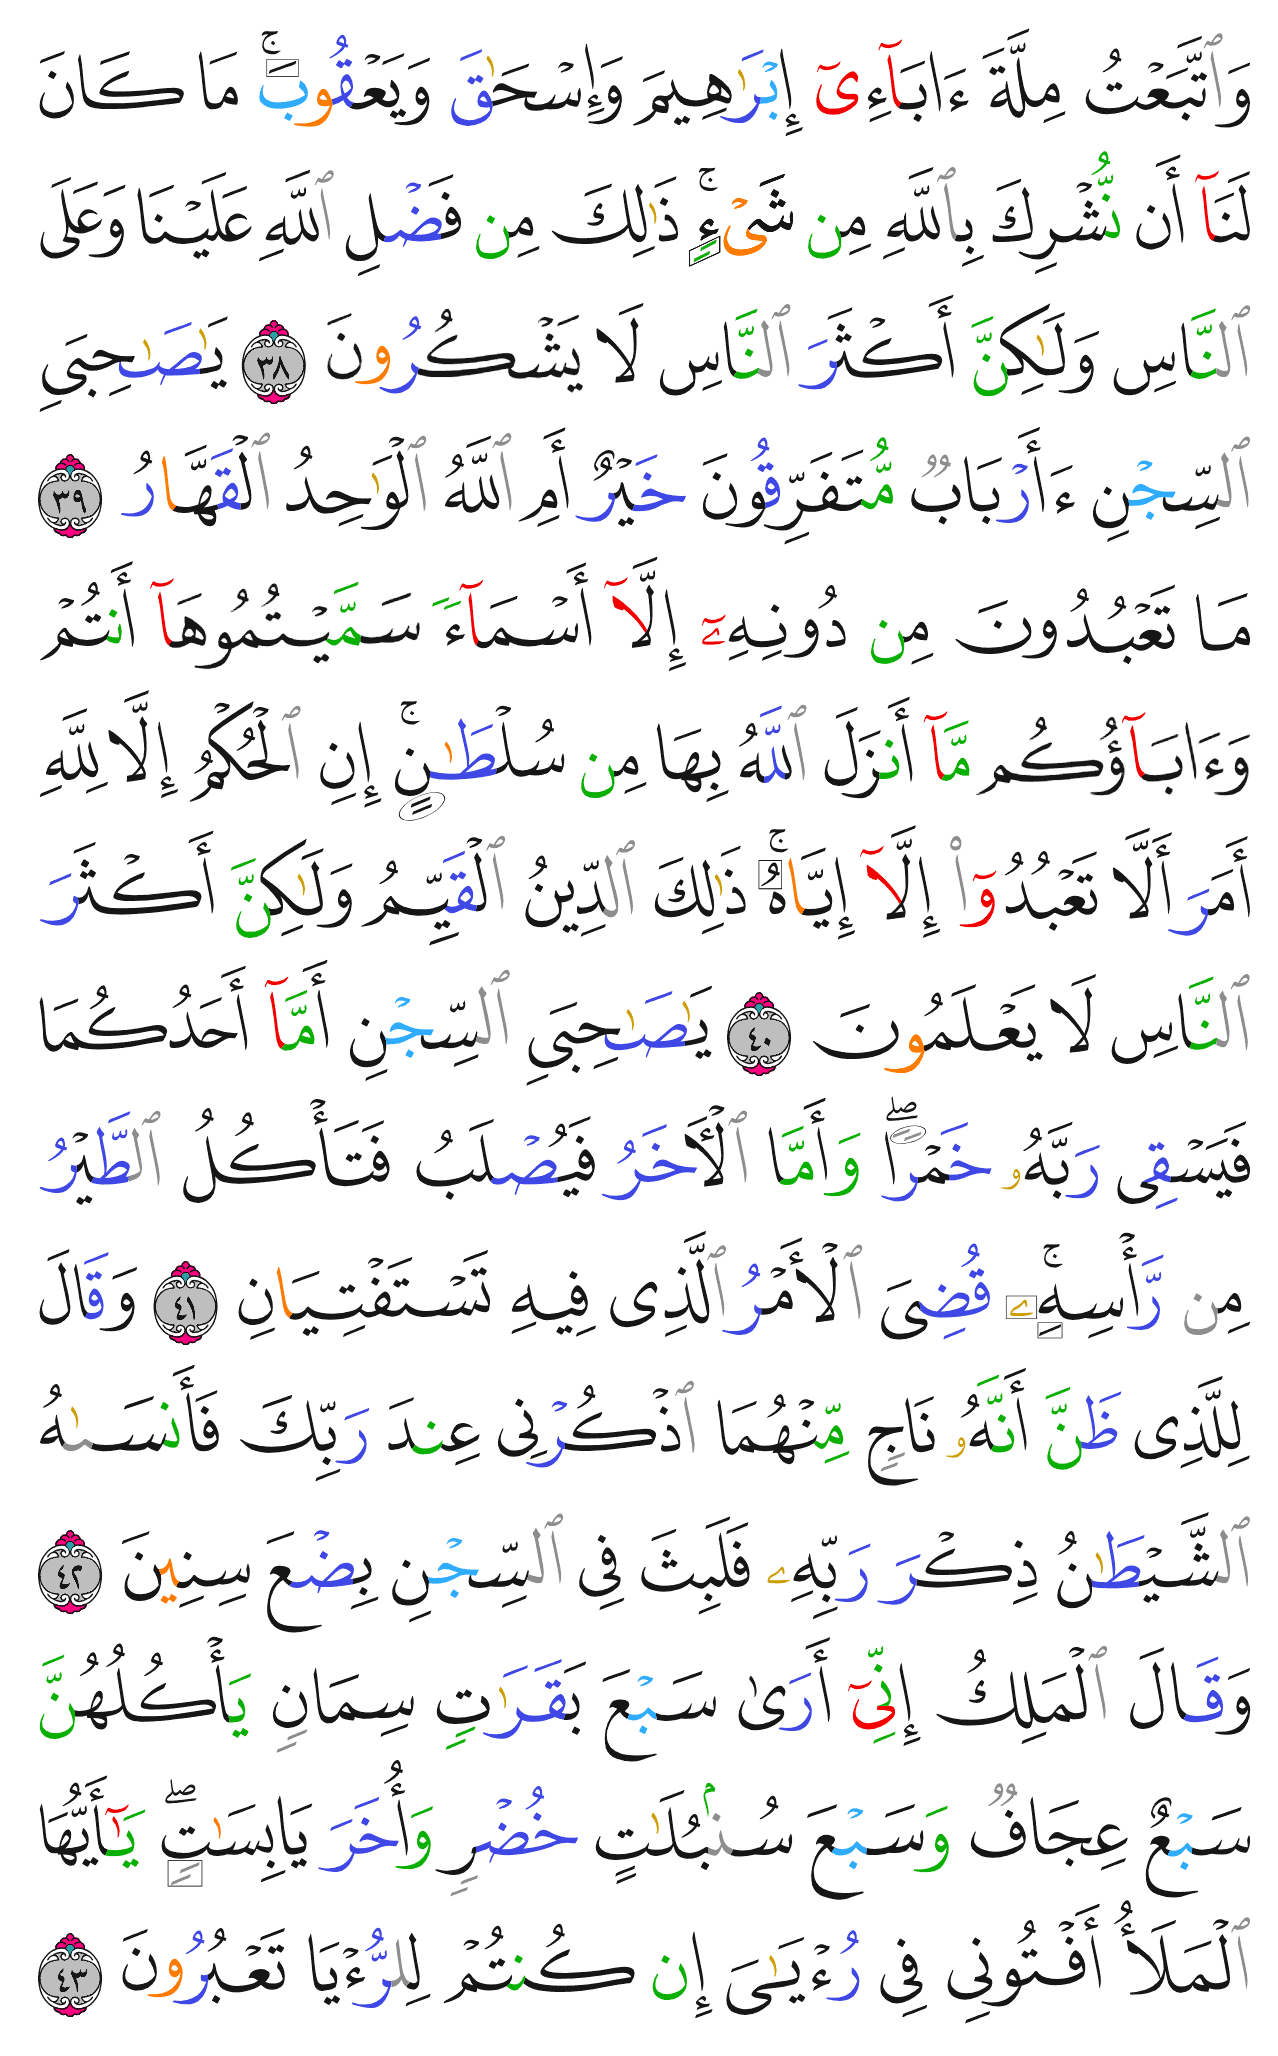 وَٱتَّبَعْتُ مِلَّةَ ءَابَآءِىٓ إِبْرَٰهِيمَ وَإِسْحَٰقَ وَيَعْقُوبَ ۚ مَا كَانَ
لَنَآ أَن نُّشْرِكَ بِٱللَّهِ مِن شَىْءٍ ۚ ذَٰلِكَ مِن فَضْلِ ٱللَّهِ عَلَيْنَا وَعَلَى
ٱلنَّاسِ وَلَٰكِنَّ أَكْثَرَ ٱلنَّاسِ لَا يَشْكُرُونَ ٣٨ يَٰصَٰحِبَىِ
ٱلسِّجْنِ ءَأَرْبَابٌ مُّتَفَرِّقُونَ خَيْرٌ أَمِ ٱللَّهُ ٱلْوَٰحِدُ ٱلْقَهَّارُ ٣٩
مَا تَعْبُدُونَ مِن دُونِهِۦٓ إِلَّآ أَسْمَآءً سَمَّيْتُمُوهَآ أَنتُمْ
وَءَابَآؤُكُم مَّآ أَنزَلَ ٱللَّهُ بِهَا مِن سُلْطَٰنٍ ۚ إِنِ ٱلْحُكْمُ إِلَّا لِلَّهِ
أَمَرَ أَلَّا تَعْبُدُوٓا۟ إِلَّآ إِيَّاهُ ۚ ذَٰلِكَ ٱلدِّينُ ٱلْقَيِّمُ وَلَٰكِنَّ أَكْثَرَ
ٱلنَّاسِ لَا يَعْلَمُونَ ٤٠ يَٰصَٰحِبَىِ ٱلسِّجْنِ أَمَّآ أَحَدُكُمَا
فَيَسْقِى رَبَّهُۥ خَمْرًا ۖ وَأَمَّا ٱلْأَخَرُ فَيُصْلَبُ فَتَأْكُلُ ٱلطَّيْرُ
مِن رَّأْسِهِۦ ۚ قُضِىَ ٱلْأَمْرُ ٱلَّذِى فِيهِ تَسْتَفْتِيَانِ ٤١ وَقَالَ
لِلَّذِى ظَنَّ أَنَّهُۥ نَاجٍ مِّنْهُمَا ٱذْكُرْنِى عِندَ رَبِّكَ فَأَنسَىٰهُ
ٱلشَّيْطَٰنُ ذِكْرَ رَبِّهِۦ فَلَبِثَ فِى ٱلسِّجْنِ بِضْعَ سِنِينَ ٤٢
وَقَالَ ٱلْمَلِكُ إِنِّىٓ أَرَىٰ سَبْعَ بَقَرَٰتٍ سِمَانٍ يَأْكُلُهُنَّ
سَبْعٌ عِجَافٌ وَسَبْعَ سُنۢبُلَٰتٍ خُضْرٍ وَأُخَرَ يَابِسَٰتٍ ۖ يَٰٓأَيُّهَا
ٱلْمَلَأُ أَفْتُونِى فِى رُءْيَٰىَ إِن كُنتُمْ لِلرُّءْيَا تَعْبُرُونَ ٤٣